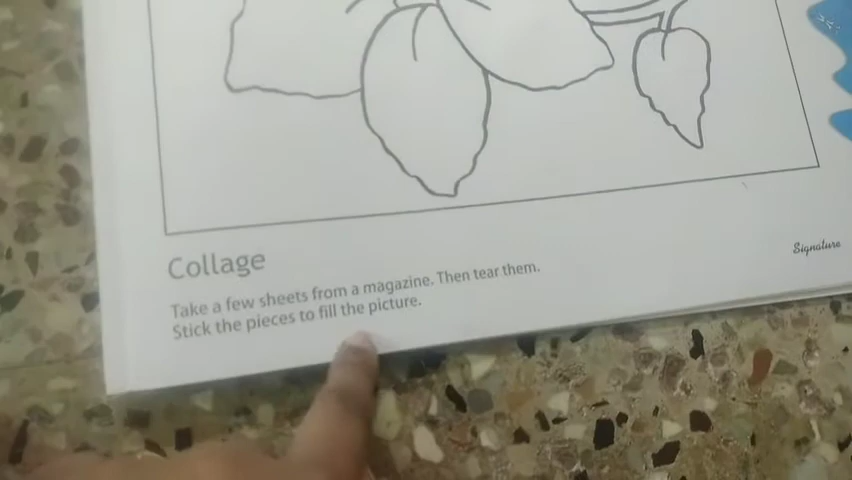 Collage
Take a few sheets from a magazine. Then tear them.
Stick the pieces to fill the picture.
Signature